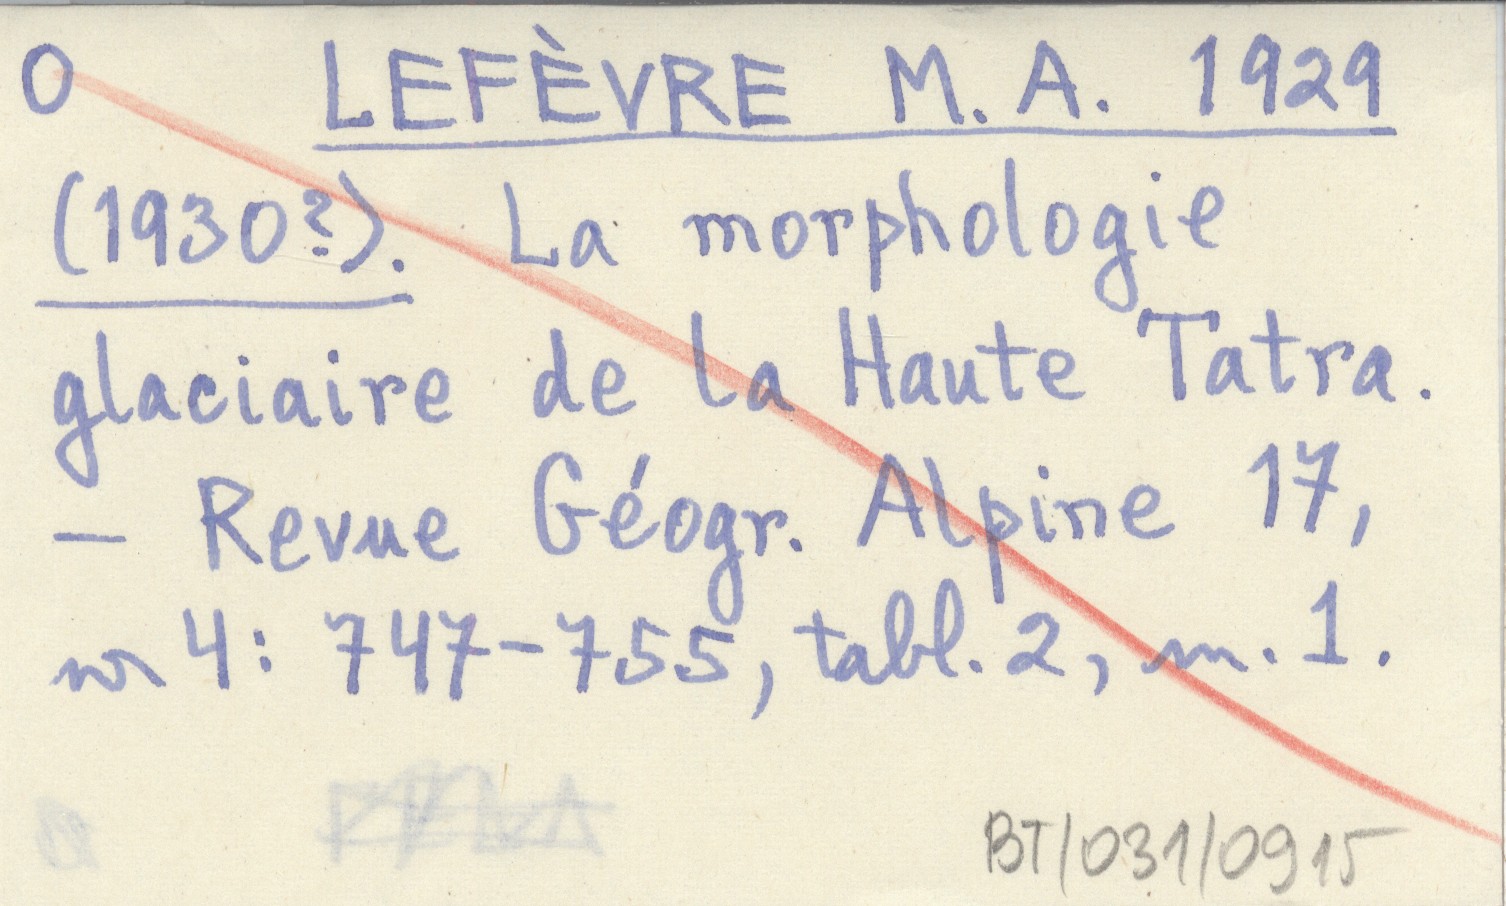 O LEFÈVRE M. A. 1929
(1930?). La morphologie
glaciaire de la Haute Tatra.
— Revue Géogr. Alpine 17,
nr 4: 747-755, tabl. 2, m. 1.
BT/031/0915